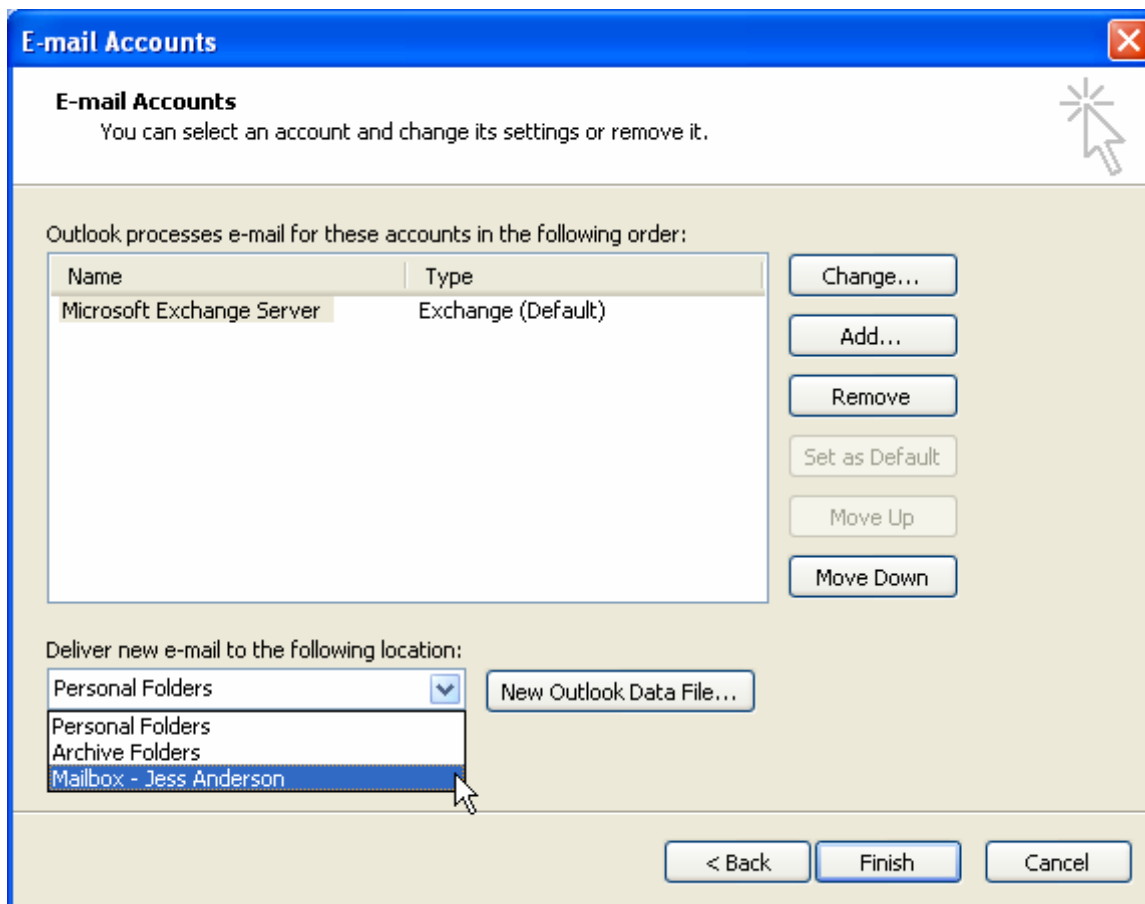 E-mail Accounts
E-mail Accounts
You can select an account and change its settings or remove it.
Outlook processes e-mail for these accounts in the following order:
Name Type
Microsoft Exchange Server Exchange (Default)
Change...
Add...
Remove
Set as Default
Move Up
Move Down
Deliver new e-mail to the following location:
Personal Folders
New Outlook Data File...
Personal Folders
Archive Folders
Mailbox - Jess Anderson
< Back Finish Cancel